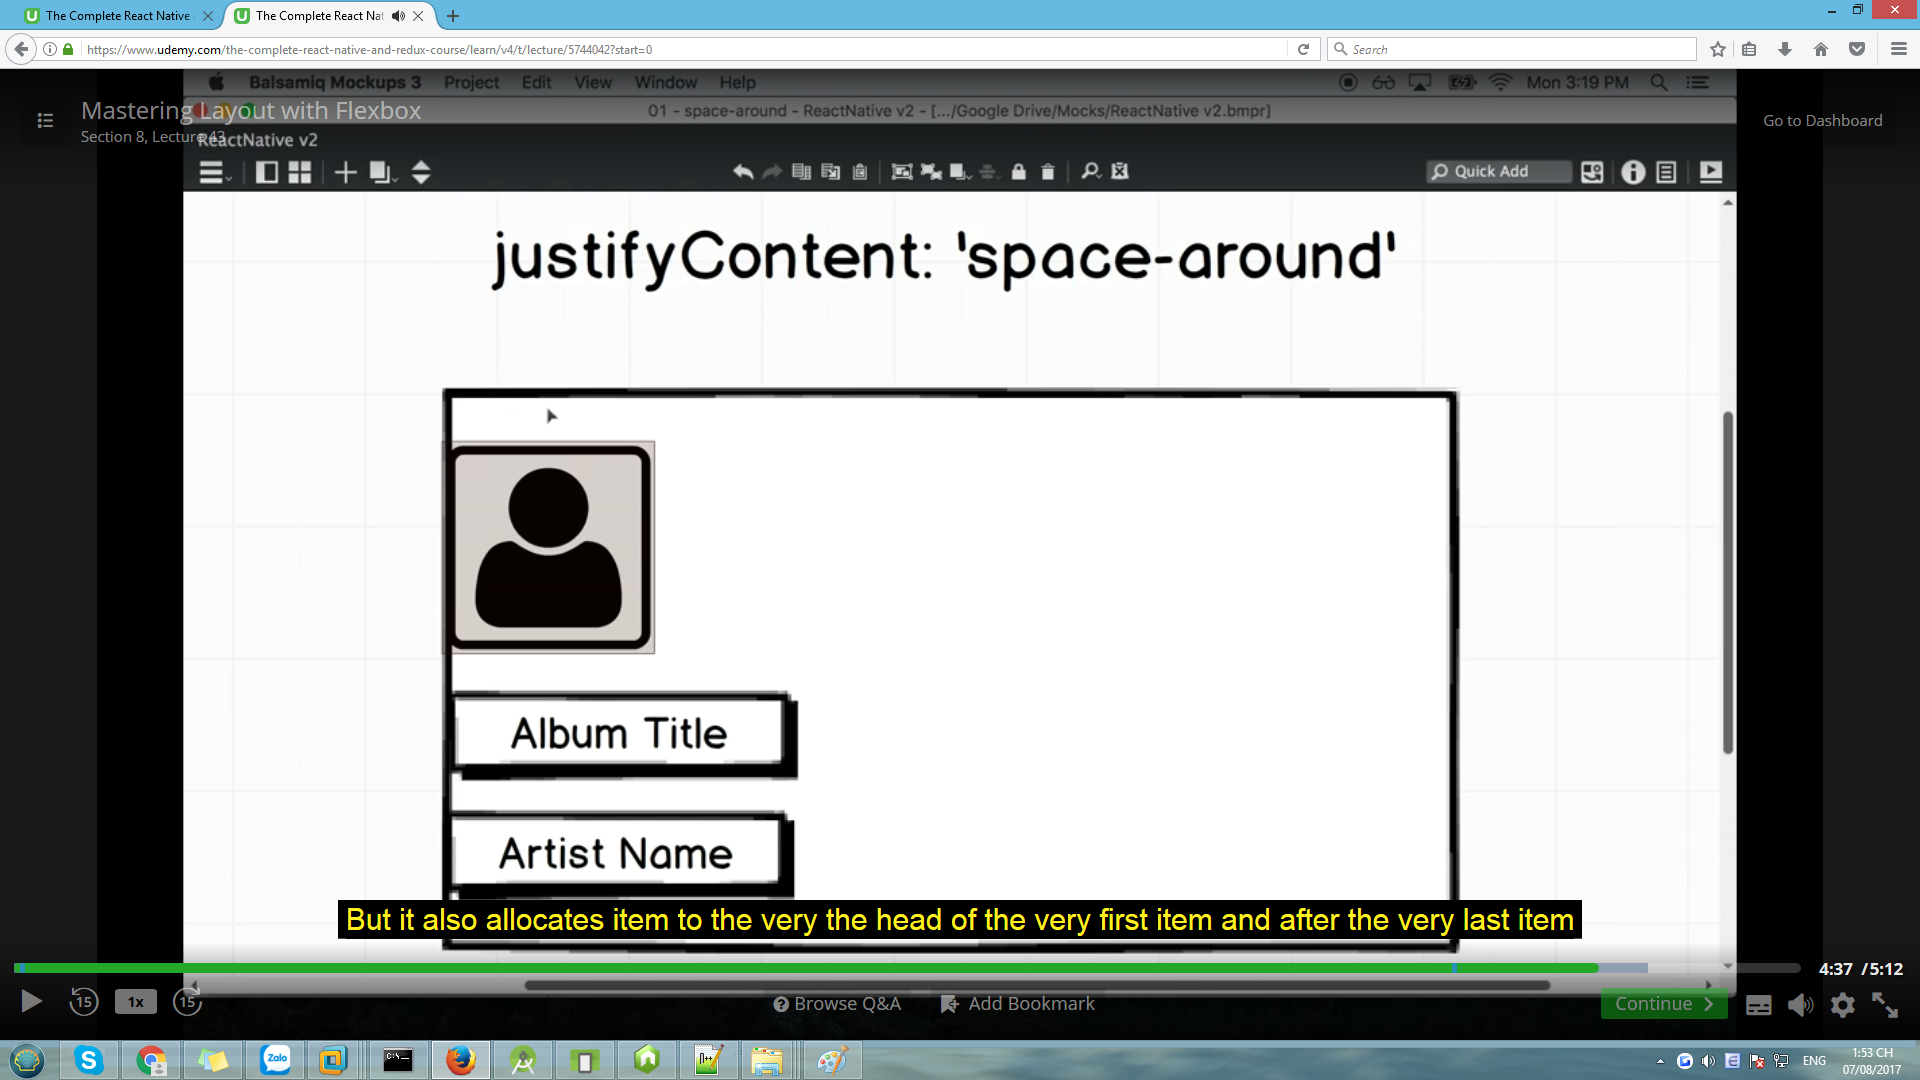 The Complete React Native
The Complete React Nat
https://www.udemy.com/the-complete-react-native-and-redux-course/learn/v4/t/lecture/5744042?start=0
Search
Balsamiq Mockups 3 Project Edit View Window Help
Mon 3:19 PM
Mastering Layout with Flexbox
01 - space-around - ReactNative v2 - [.../Google Drive/Mocks/ReactNative v2.bmpr]
Go to Dashboard
Section 8, Lecture 43
ReactNative v2
Quick Add
justifyContent: 'space-around'
Album Title
Artist Name
But it also allocates item to the very the head of the very first item and after the very last item
4:37 / 5:12
15
1x
15
Browse Q&A
Add Bookmark
Continue
Zalo
C:\_
ENG
1:53 CH
07/08/2017